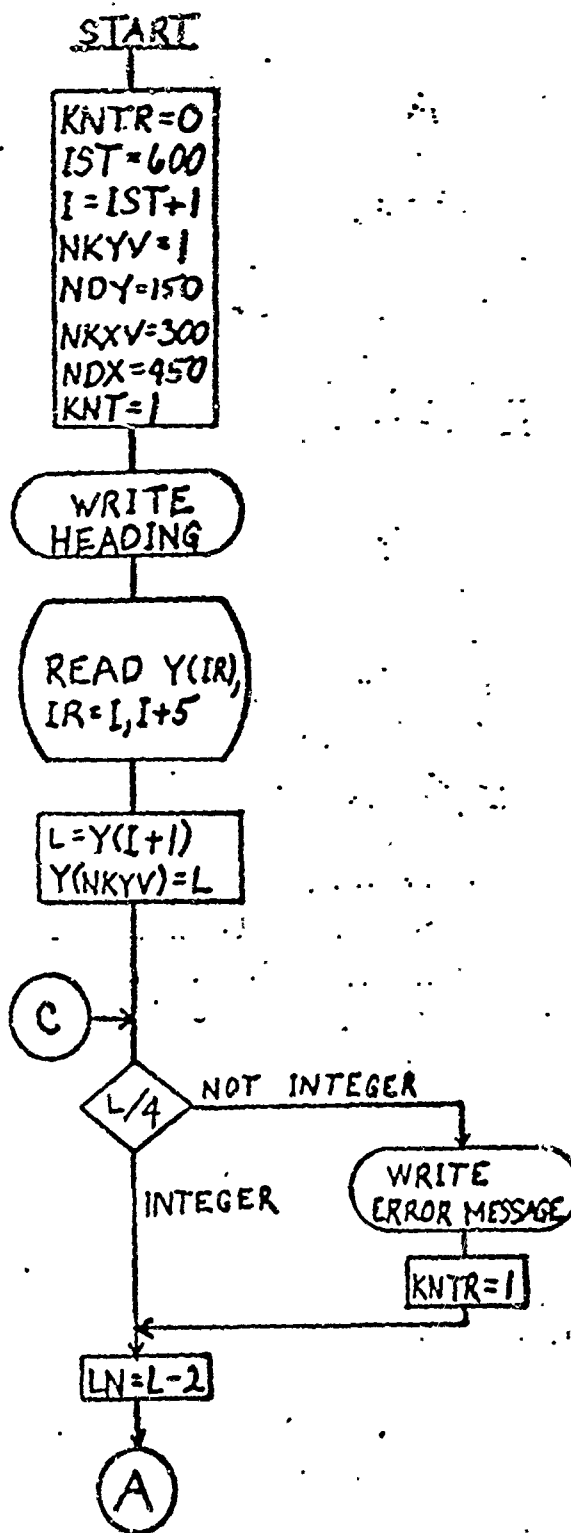 START
KNTR=0
IST=600
I=IST+1
NKYV=1
NDY=150
NKXV=300
NDX=450
KNT=1
WRITE
HEADING
READ Y(IR),
IR=I,I+5
L=Y(I+1)
Y(NKYV)=L
C
L/4
NOT INTEGER
WRITE
ERROR MESSAGE
INTEGER
KNTR=1
LN=L-2
A